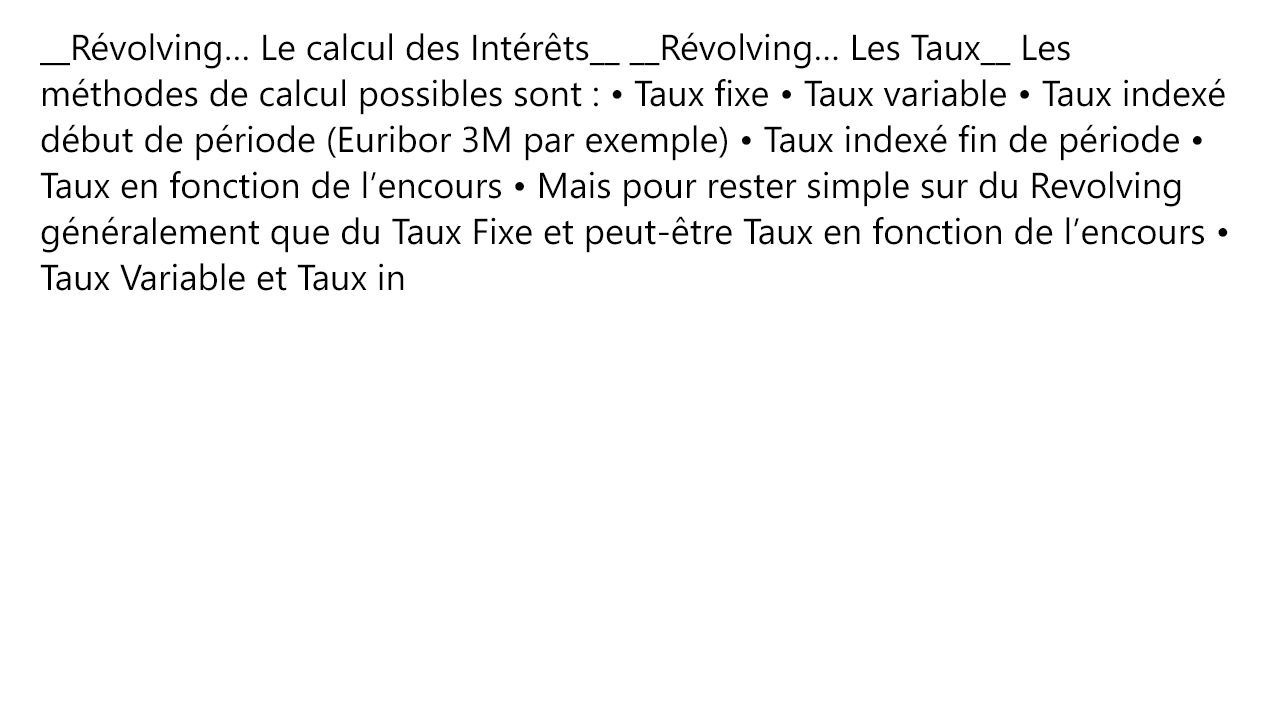 __Révolving… Le calcul des Intérêts__ __Révolving… Les Taux__ Les
méthodes de calcul possibles sont : • Taux fixe • Taux variable • Taux indexé
début de période (Euribor 3M par exemple) • Taux indexé fin de période •
Taux en fonction de l’encours • Mais pour rester simple sur du Revolving
généralement que du Taux Fixe et peut-être Taux en fonction de l’encours •
Taux Variable et Taux in